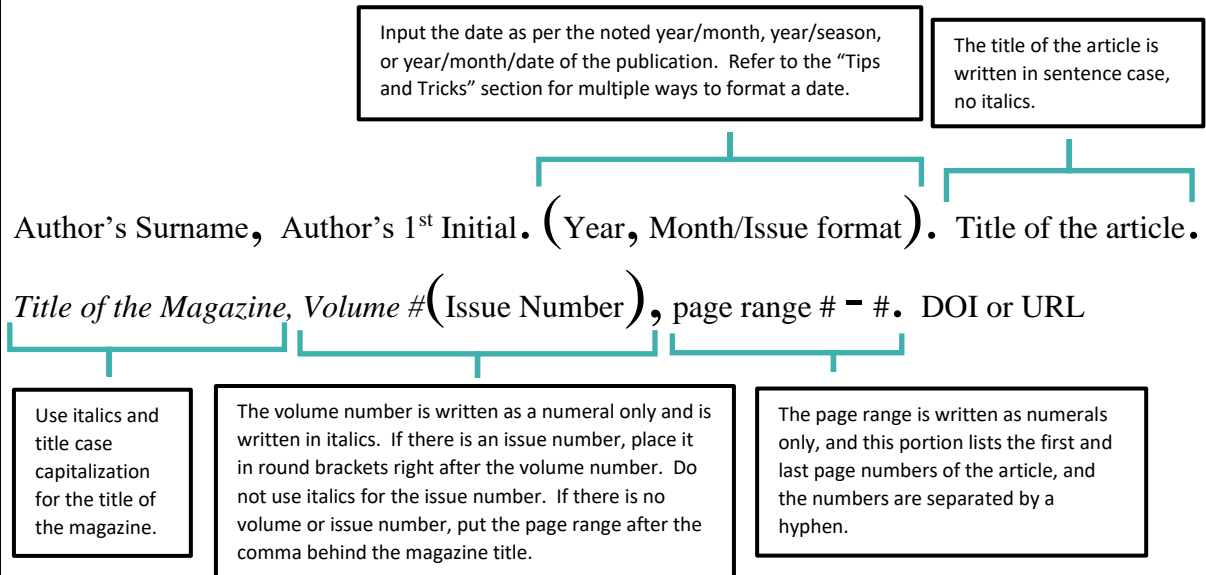 Input the date as per the noted year/month, year/season,
or year/month/date of the publication. Refer to the “Tips
and Tricks” section for multiple ways to format a date.
The title of the article is
written in sentence case,
no italics.
Author’s Surname, Author’s 1st Initial. (Year, Month/Issue format). Title of the article.
Title of the Magazine, Volume #(Issue Number), page range # - #. DOI or URL
Use italics and
title case
capitalization
for the title of
the magazine.
The volume number is written as a numeral only and is
written in italics. If there is an issue number, place it
in round brackets right after the volume number. Do
not use italics for the issue number. If there is no
volume or issue number, put the page range after the
comma behind the magazine title.
The page range is written as numerals
only, and this portion lists the first and
last page numbers of the article, and
the numbers are separated by a
hyphen.